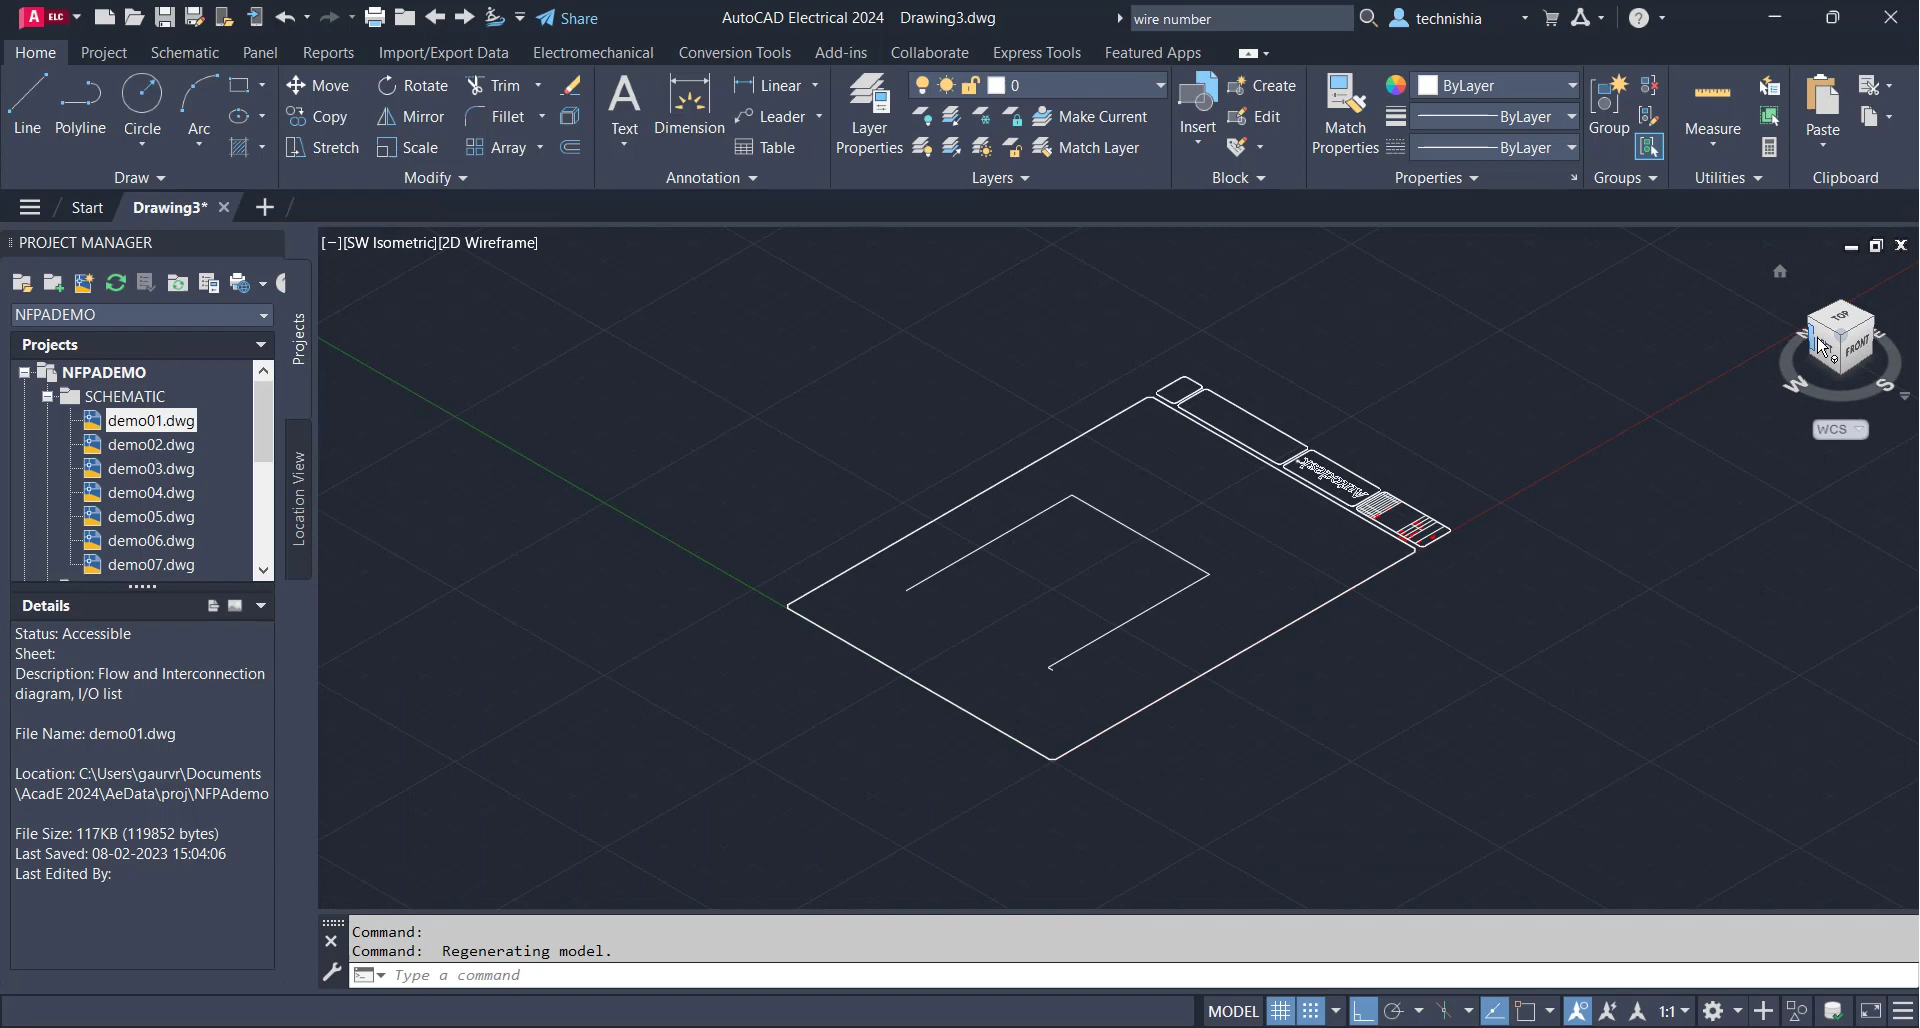 A ELC
Share
AutoCAD Electrical 2024 Drawing3.dwg
wire number
technishia
Home Project Schematic Panel Reports Import/Export Data Electromechanical Conversion Tools Add-ins Collaborate Express Tools Featured Apps
Line Polyline Circle Arc
Move Rotate Trim
Copy Mirror Fillet
Stretch Scale Array
Text Dimension
Linear
Leader
Table
Layer Properties
0
Make Current
Match Layer
Insert
Create
Edit
Match Properties
ByLayer
ByLayer
ByLayer
Group
Measure
Paste
Draw Modify Annotation Layers Block Properties Groups Utilities Clipboard
Start Drawing3* 
PROJECT MANAGER
[−][SW Isometric][2D Wireframe]
NFPADEMO
Projects
NFPADEMO
SCHEMATIC
demo01.dwg
demo02.dwg
demo03.dwg
demo04.dwg
demo05.dwg
demo06.dwg
demo07.dwg
Projects
Location View
Details
Status: Accessible
Sheet:
Description: Flow and Interconnection
diagram, I/O list
File Name: demo01.dwg
Location: C:\Users\gaurvr\Documents
\AcadE 2024\AeData\proj\NFPAdemo
File Size: 117KB (119852 bytes)
Last Saved: 08-02-2023 15:04:06
Last Edited By:
Autodesk
TOP
FRONT
N
E
W
S
WCS
Command:
Command: Regenerating model.
Type a command
MODEL
1:1